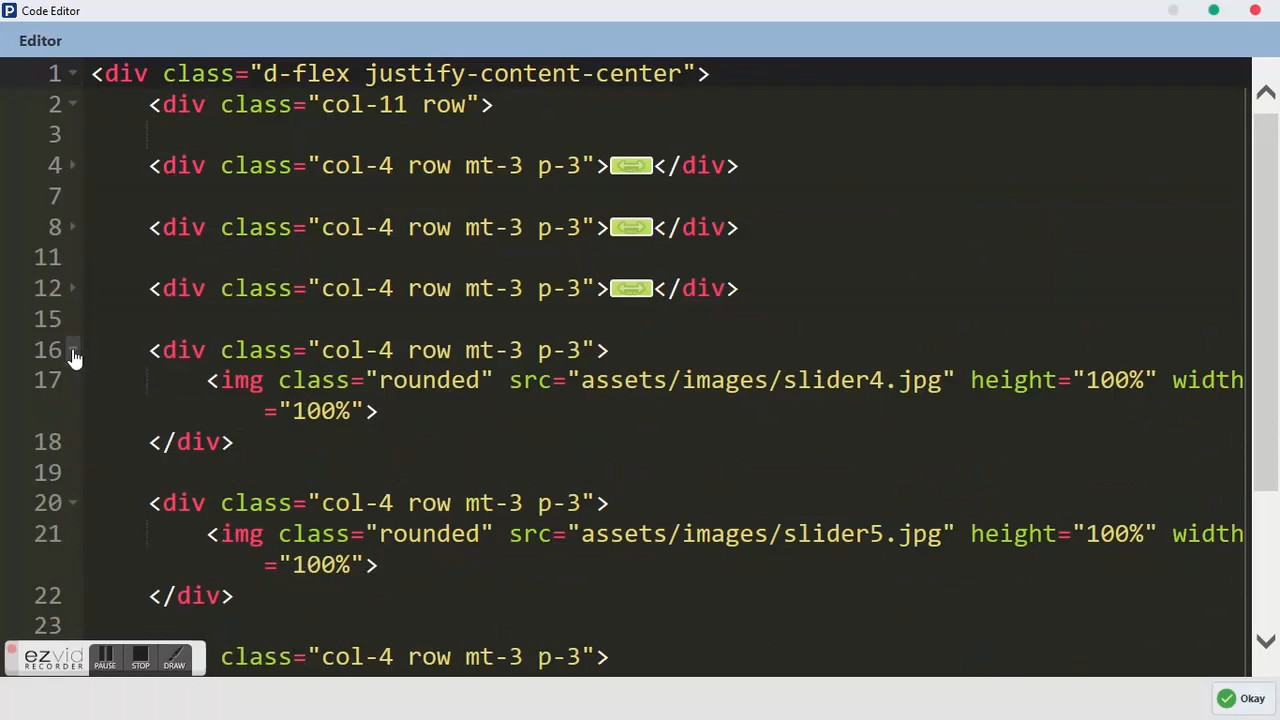 Code Editor
Editor
1 <div class="d-flex justify-content-center">
2 <div class="col-11 row">
3
4 <div class="col-4 row mt-3 p-3"></div>
7
8 <div class="col-4 row mt-3 p-3"></div>
11
12 <div class="col-4 row mt-3 p-3"></div>
15
16 <div class="col-4 row mt-3 p-3">
17 <img class="rounded" src="assets/images/slider4.jpg" height="100%" width
="100%">
18 </div>
19
20 <div class="col-4 row mt-3 p-3">
21 <img class="rounded" src="assets/images/slider5.jpg" height="100%" width
="100%">
22 </div>
23
class="col-4 row mt-3 p-3">
ezvid
RECORDER
PAUSE STOP DRAW
Okay